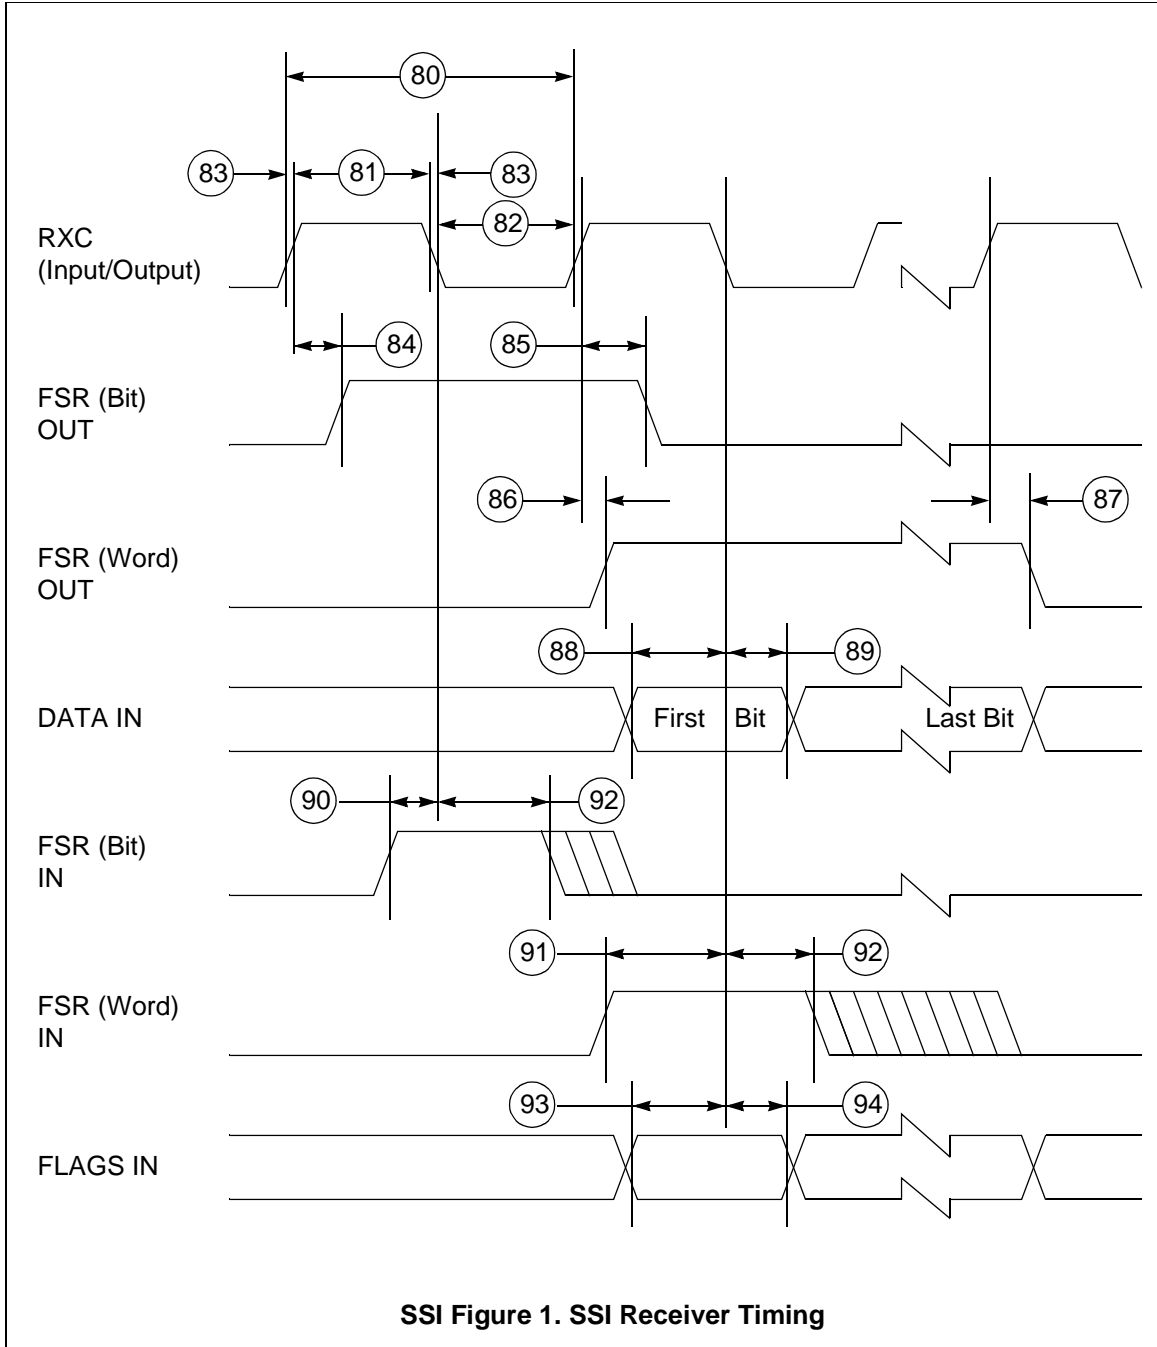 80
83
81
83
82
RXC
(Input/Output)
84
85
FSR (Bit)
OUT
86
87
FSR (Word)
OUT
88
89
DATA IN
First Bit
Last Bit
90
92
FSR (Bit)
IN
91
92
FSR (Word)
IN
93
94
FLAGS IN
SSI Figure 1. SSI Receiver Timing